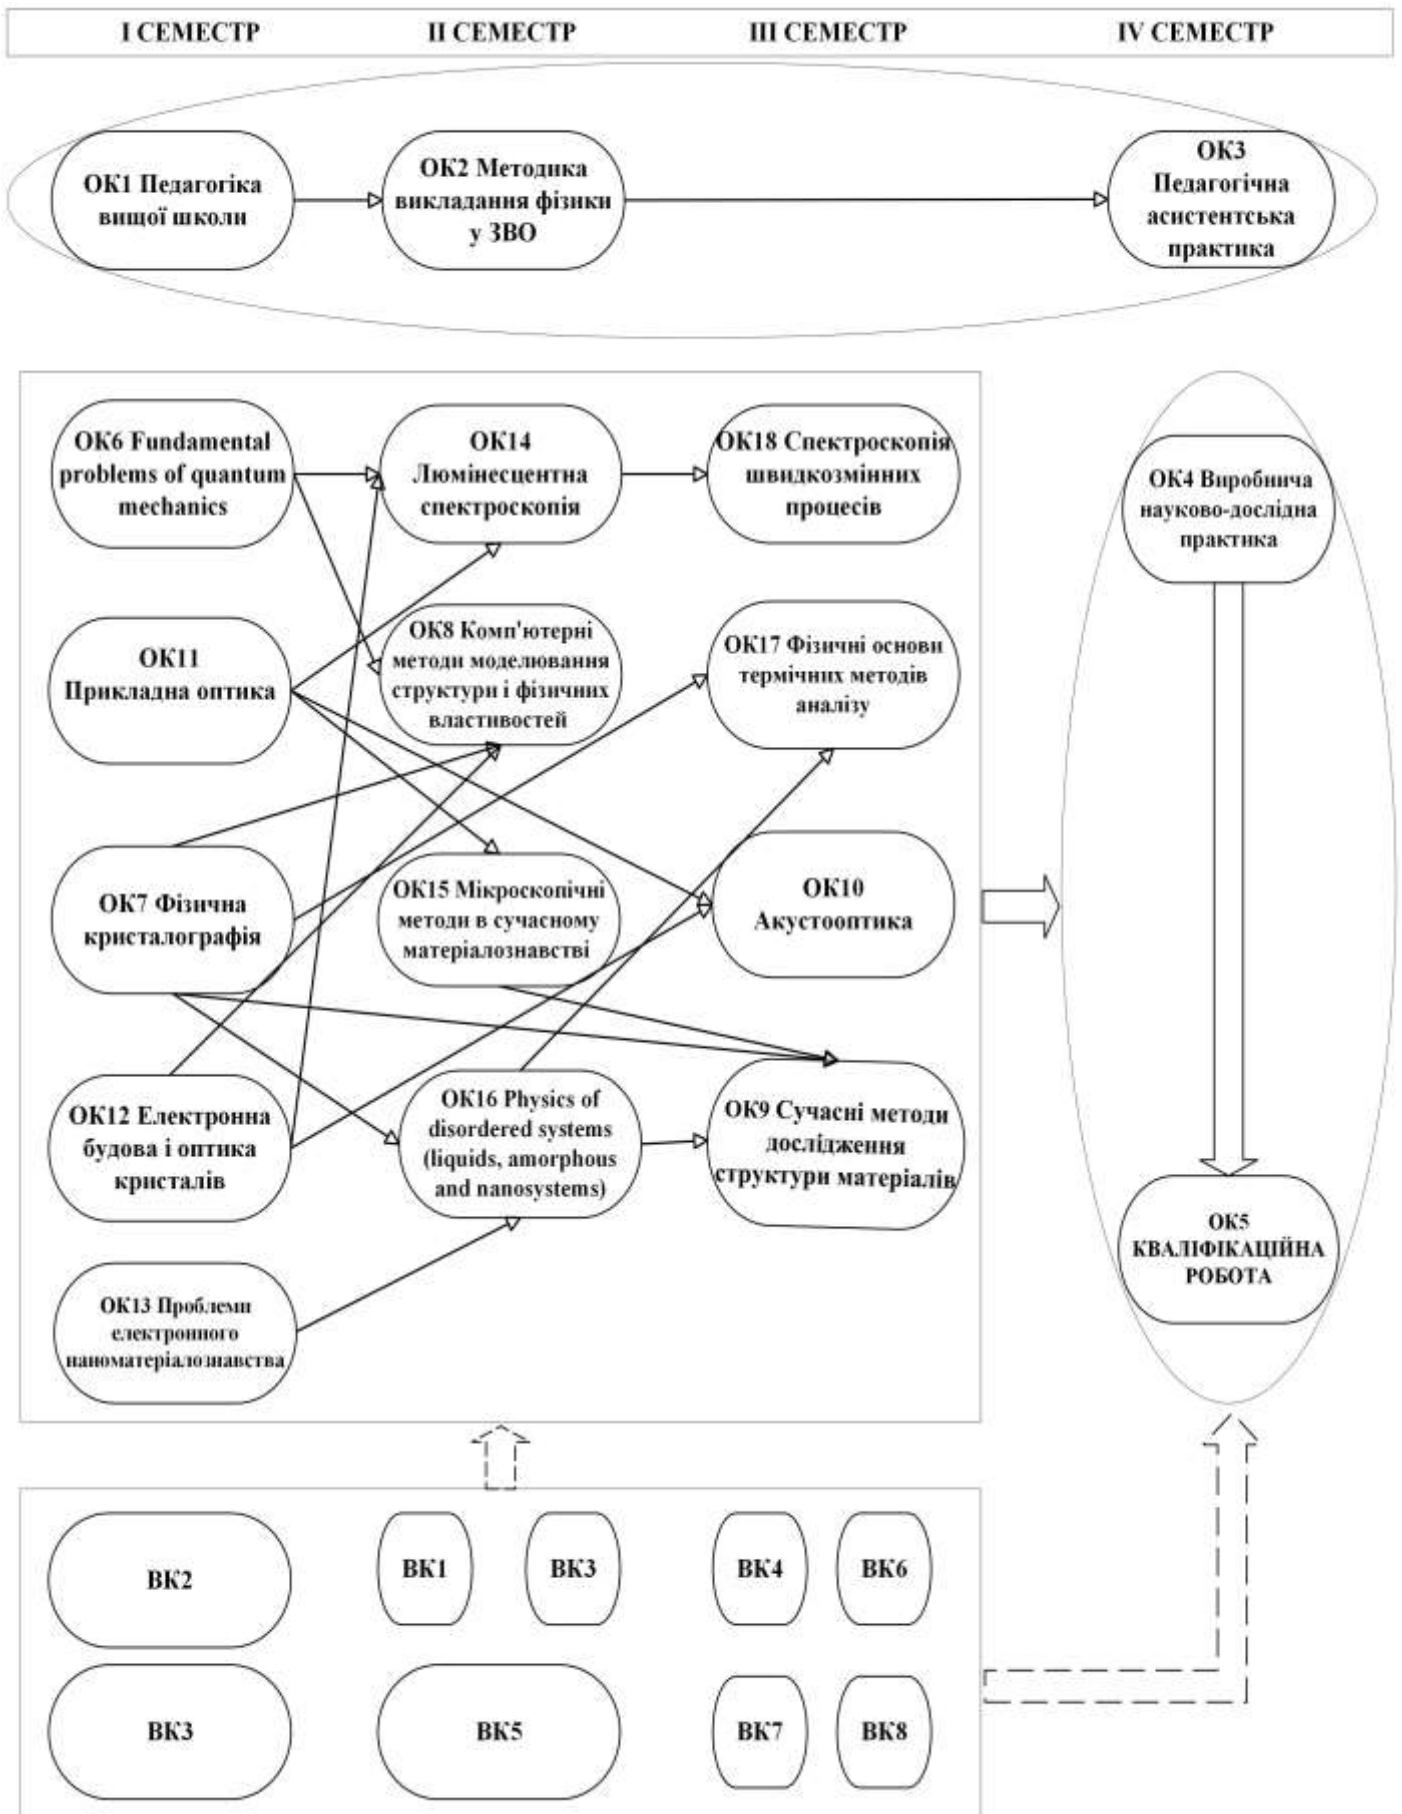 І СЕМЕСТР
ІІ СЕМЕСТР
ІІІ СЕМЕСТР
IV СЕМЕСТР
ОК1 Педагогіка
вищої школи
ОК2 Методика
викладання фізики
у ЗВО
ОК3
Педагогічна
асистентська
практика
ОК6 Fundamental
problems of quantum
mechanics
ОК14
Люмінесцентна
спектроскопія
ОК18 Спектроскопія
швидкозмінних
процесів
ОК4 Виробнича
науково-дослідна
практика
ОК11
Прикладна оптика
ОК8 Комп'ютерні
методи моделювання
структури і фізичних
властивостей
ОК17 Фізичні основи
термічних методів
аналізу
ОК7 Фізична
кристалографія
ОК15 Мікроскопічні
методи в сучасному
матеріалознавстві
ОК10
Акустооптика
ОК12 Електронна
будова і оптика
кристалів
ОК16 Physics of
disordered systems
(liquids, amorphous
and nanosystems)
ОК9 Сучасні методи
дослідження
структури матеріалів
ОК5
КВАЛІФІКАЦІЙНА
РОБОТА
ОК13 Проблеми
електронного
наноматеріалознавства
ВК2
ВК1
ВК3
ВК4
ВК6
ВК3
ВК5
ВК7
ВК8